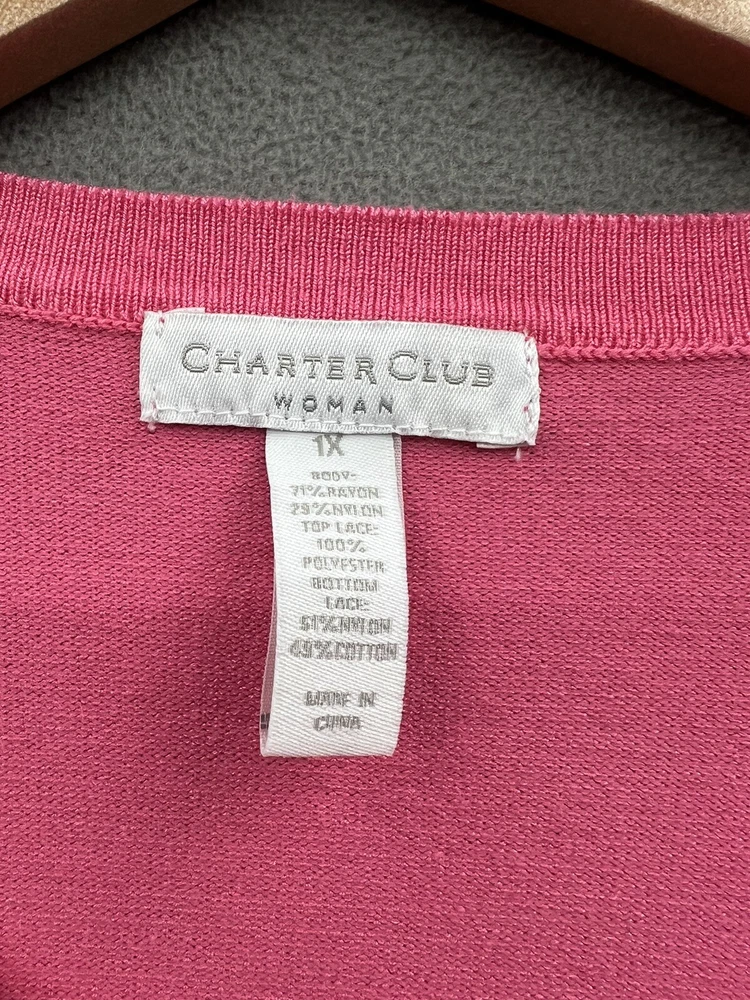 CHARTER CLUB
WOMAN
1X
BODY-
71%RAYON
29%NYLON
TOP LACE-
100%
POLYESTER
BOTTOM
LACE-
51%NYLON
49%COTTON
MADE IN
CHINA